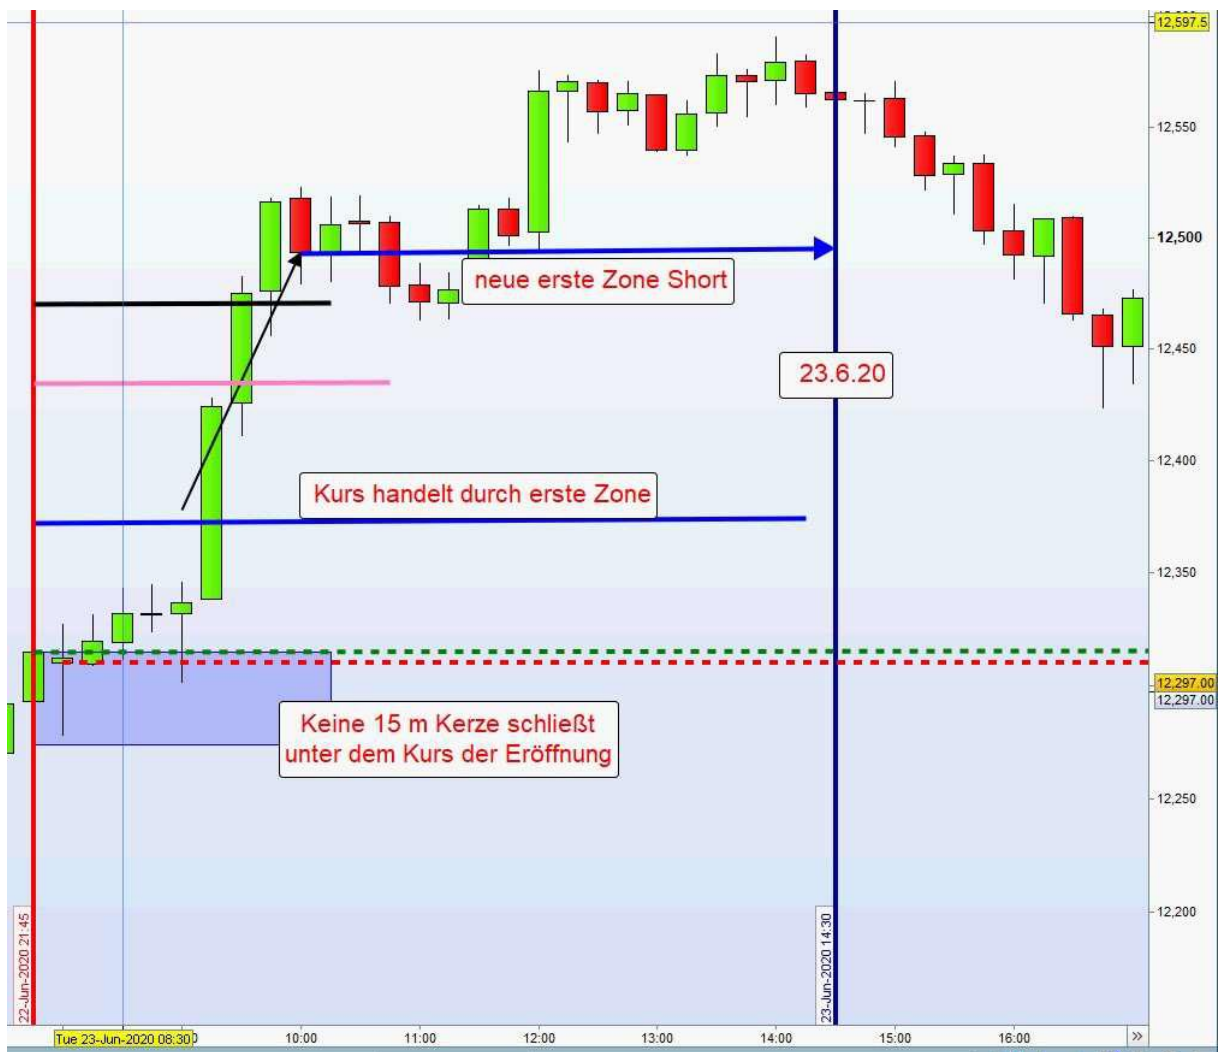 12,597.5
12,550
neue erste Zone Short
12,500
23.6.20
12,450
Kurs handelt durch erste Zone
12,400
12,350
12,297.00
12,297.00
Keine 15 m Kerze schließt
unter dem Kurs der Eröffnung
12,250
12,200
22-Jun-2020 21:45
23-Jun-2020 14:30
Tue 23-Jun-2020 08:30
10:00
11:00
12:00
13:00
14:00
15:00
16:00
»